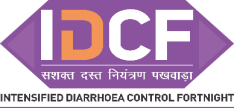 IDCF
सशक्त दस्त नियंत्रण पखवाड़ा
INTENSIFIED DIARRHOEA CONTROL FORTNIGHT